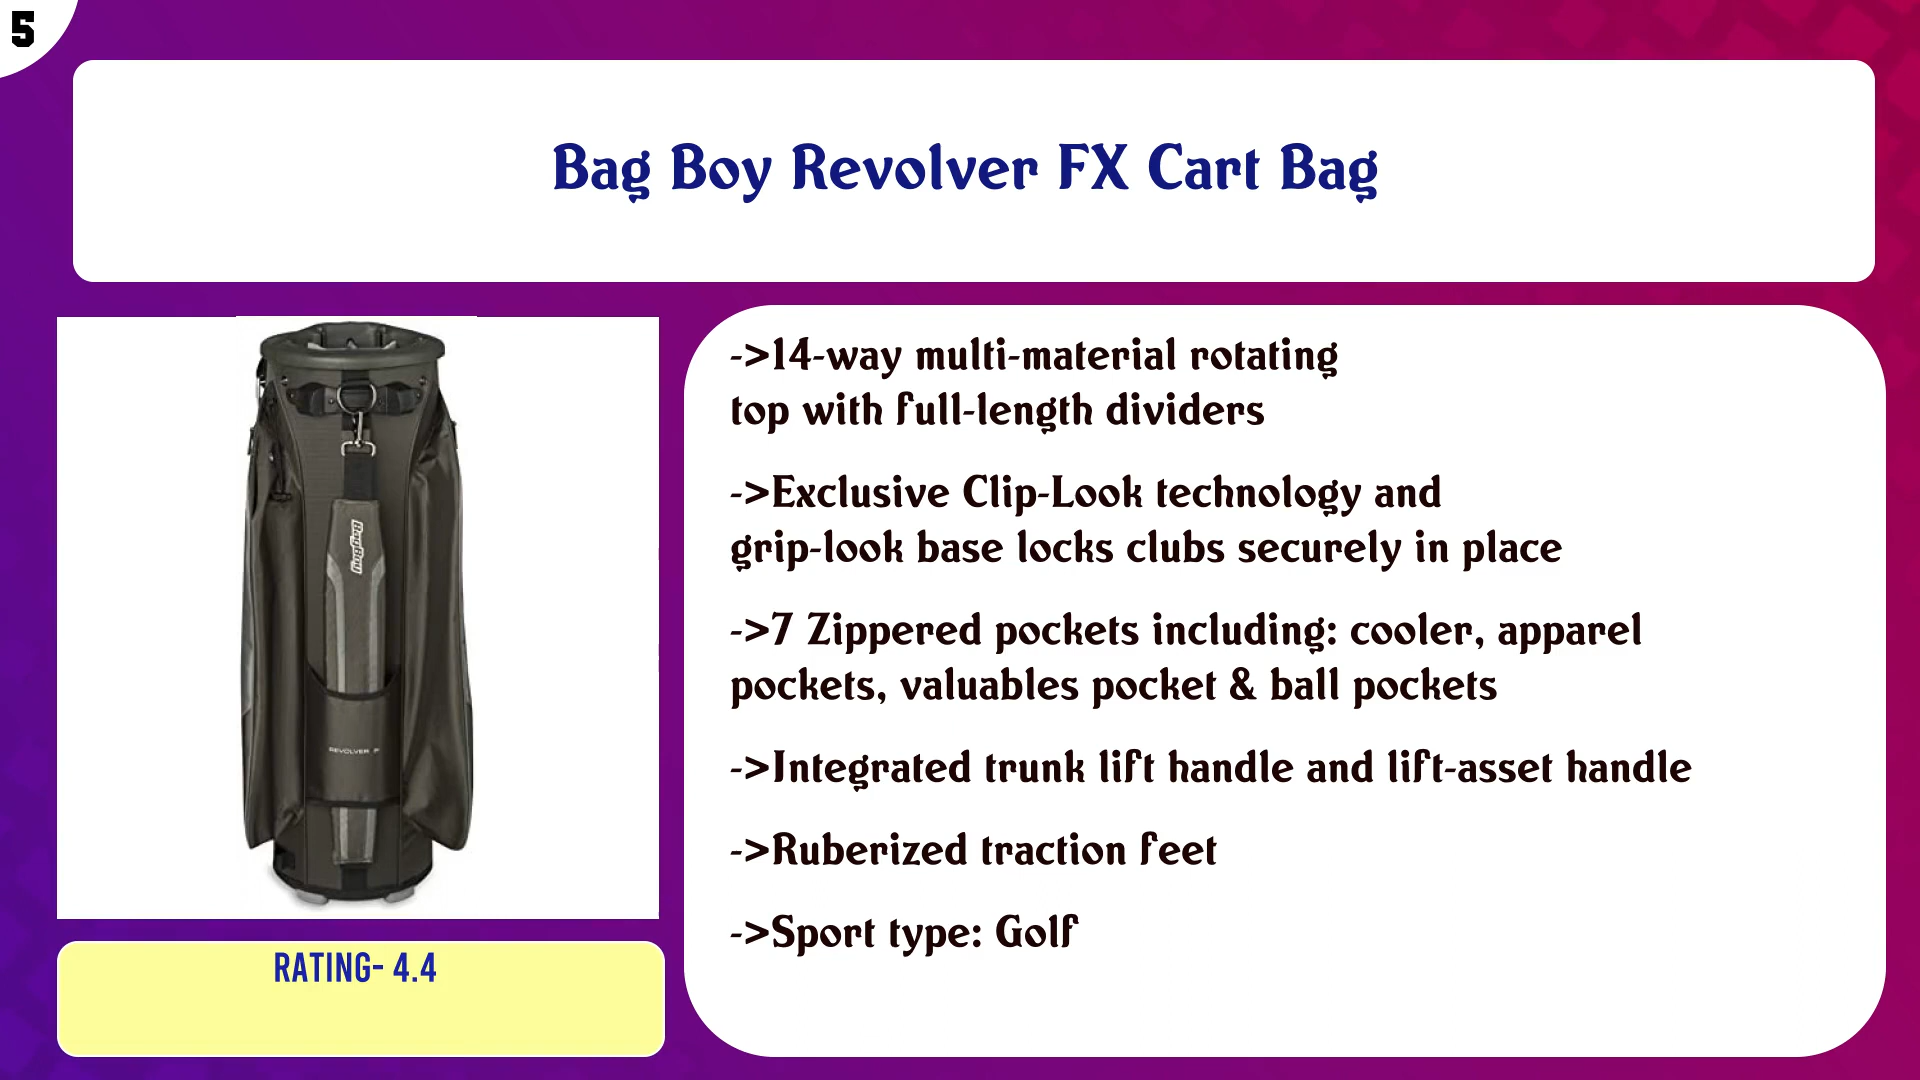 5
Bag Boy Revolver FX Cart Bag
->14-way multi-material rotating
top with full-length dividers
->Exclusive Clip-Look technology and
grip-look base locks clubs securely in place
->7 Zippered pockets including: cooler, apparel
pockets, valuables pocket & ball pockets
->Integrated trunk lift handle and lift-asset handle
->Ruberized traction feet
->Sport type: Golf
BagBoy
REVOLVER
RATING- 4.4